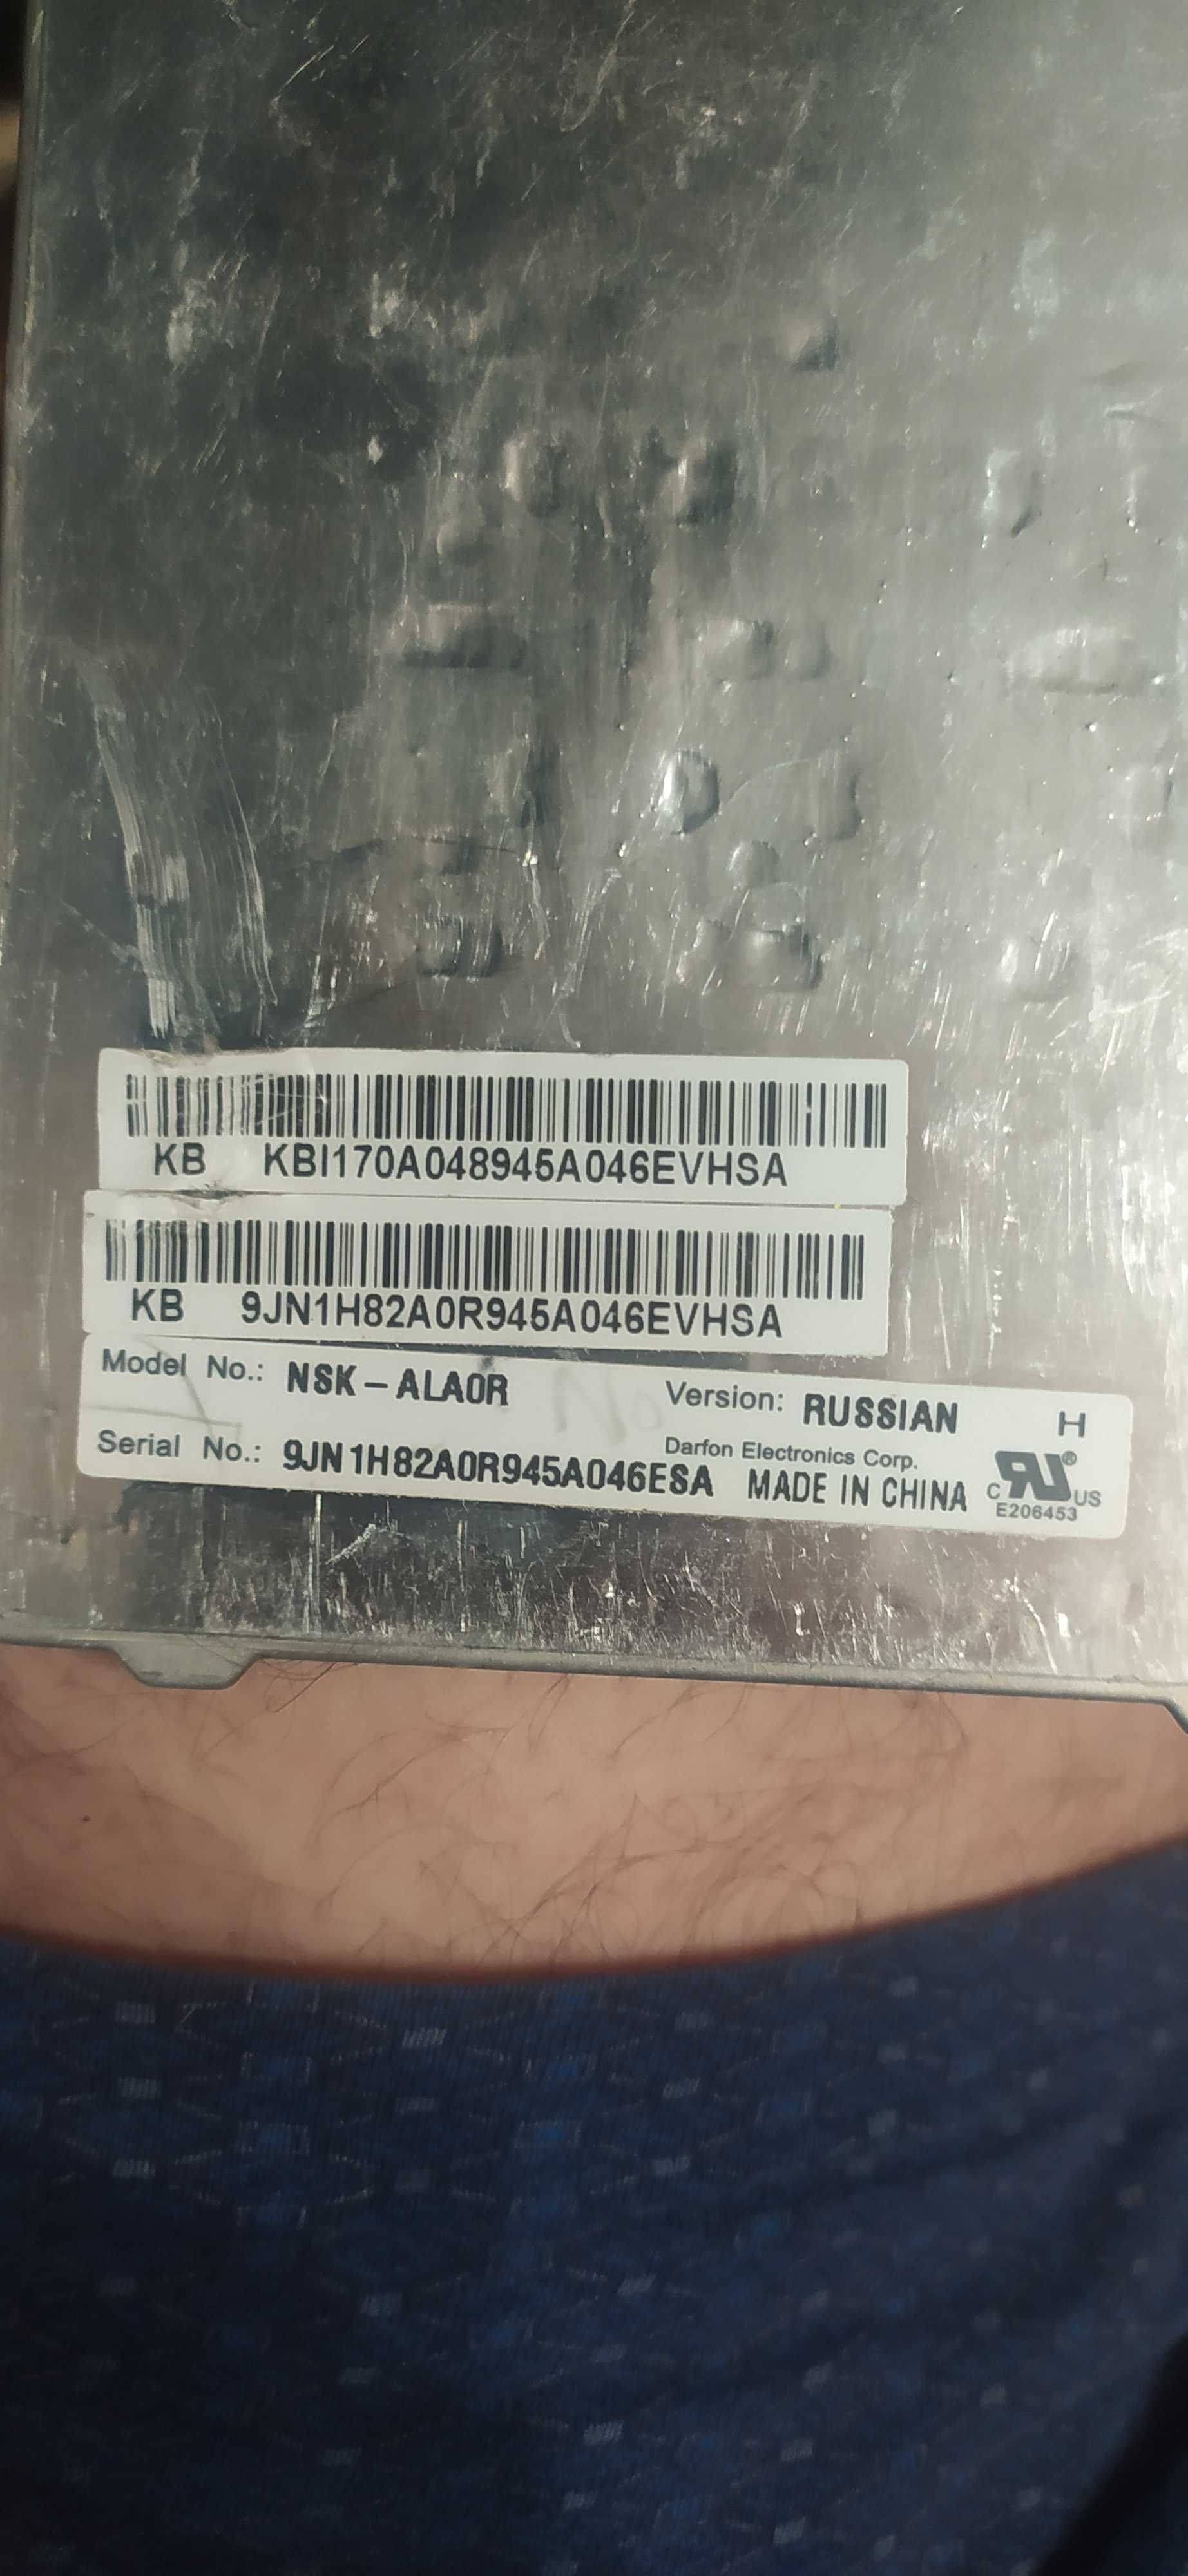 KB KBI170A048945A046EVHSA
KB 9JN1H82A0R945A046EVHSA
Model No.: NSK-ALA0R Version: RUSSIAN H
Darfon Electronics Corp.
Serial No.: 9JN1H82A0R945A046ESA MADE IN CHINA
C RU® US
E206453